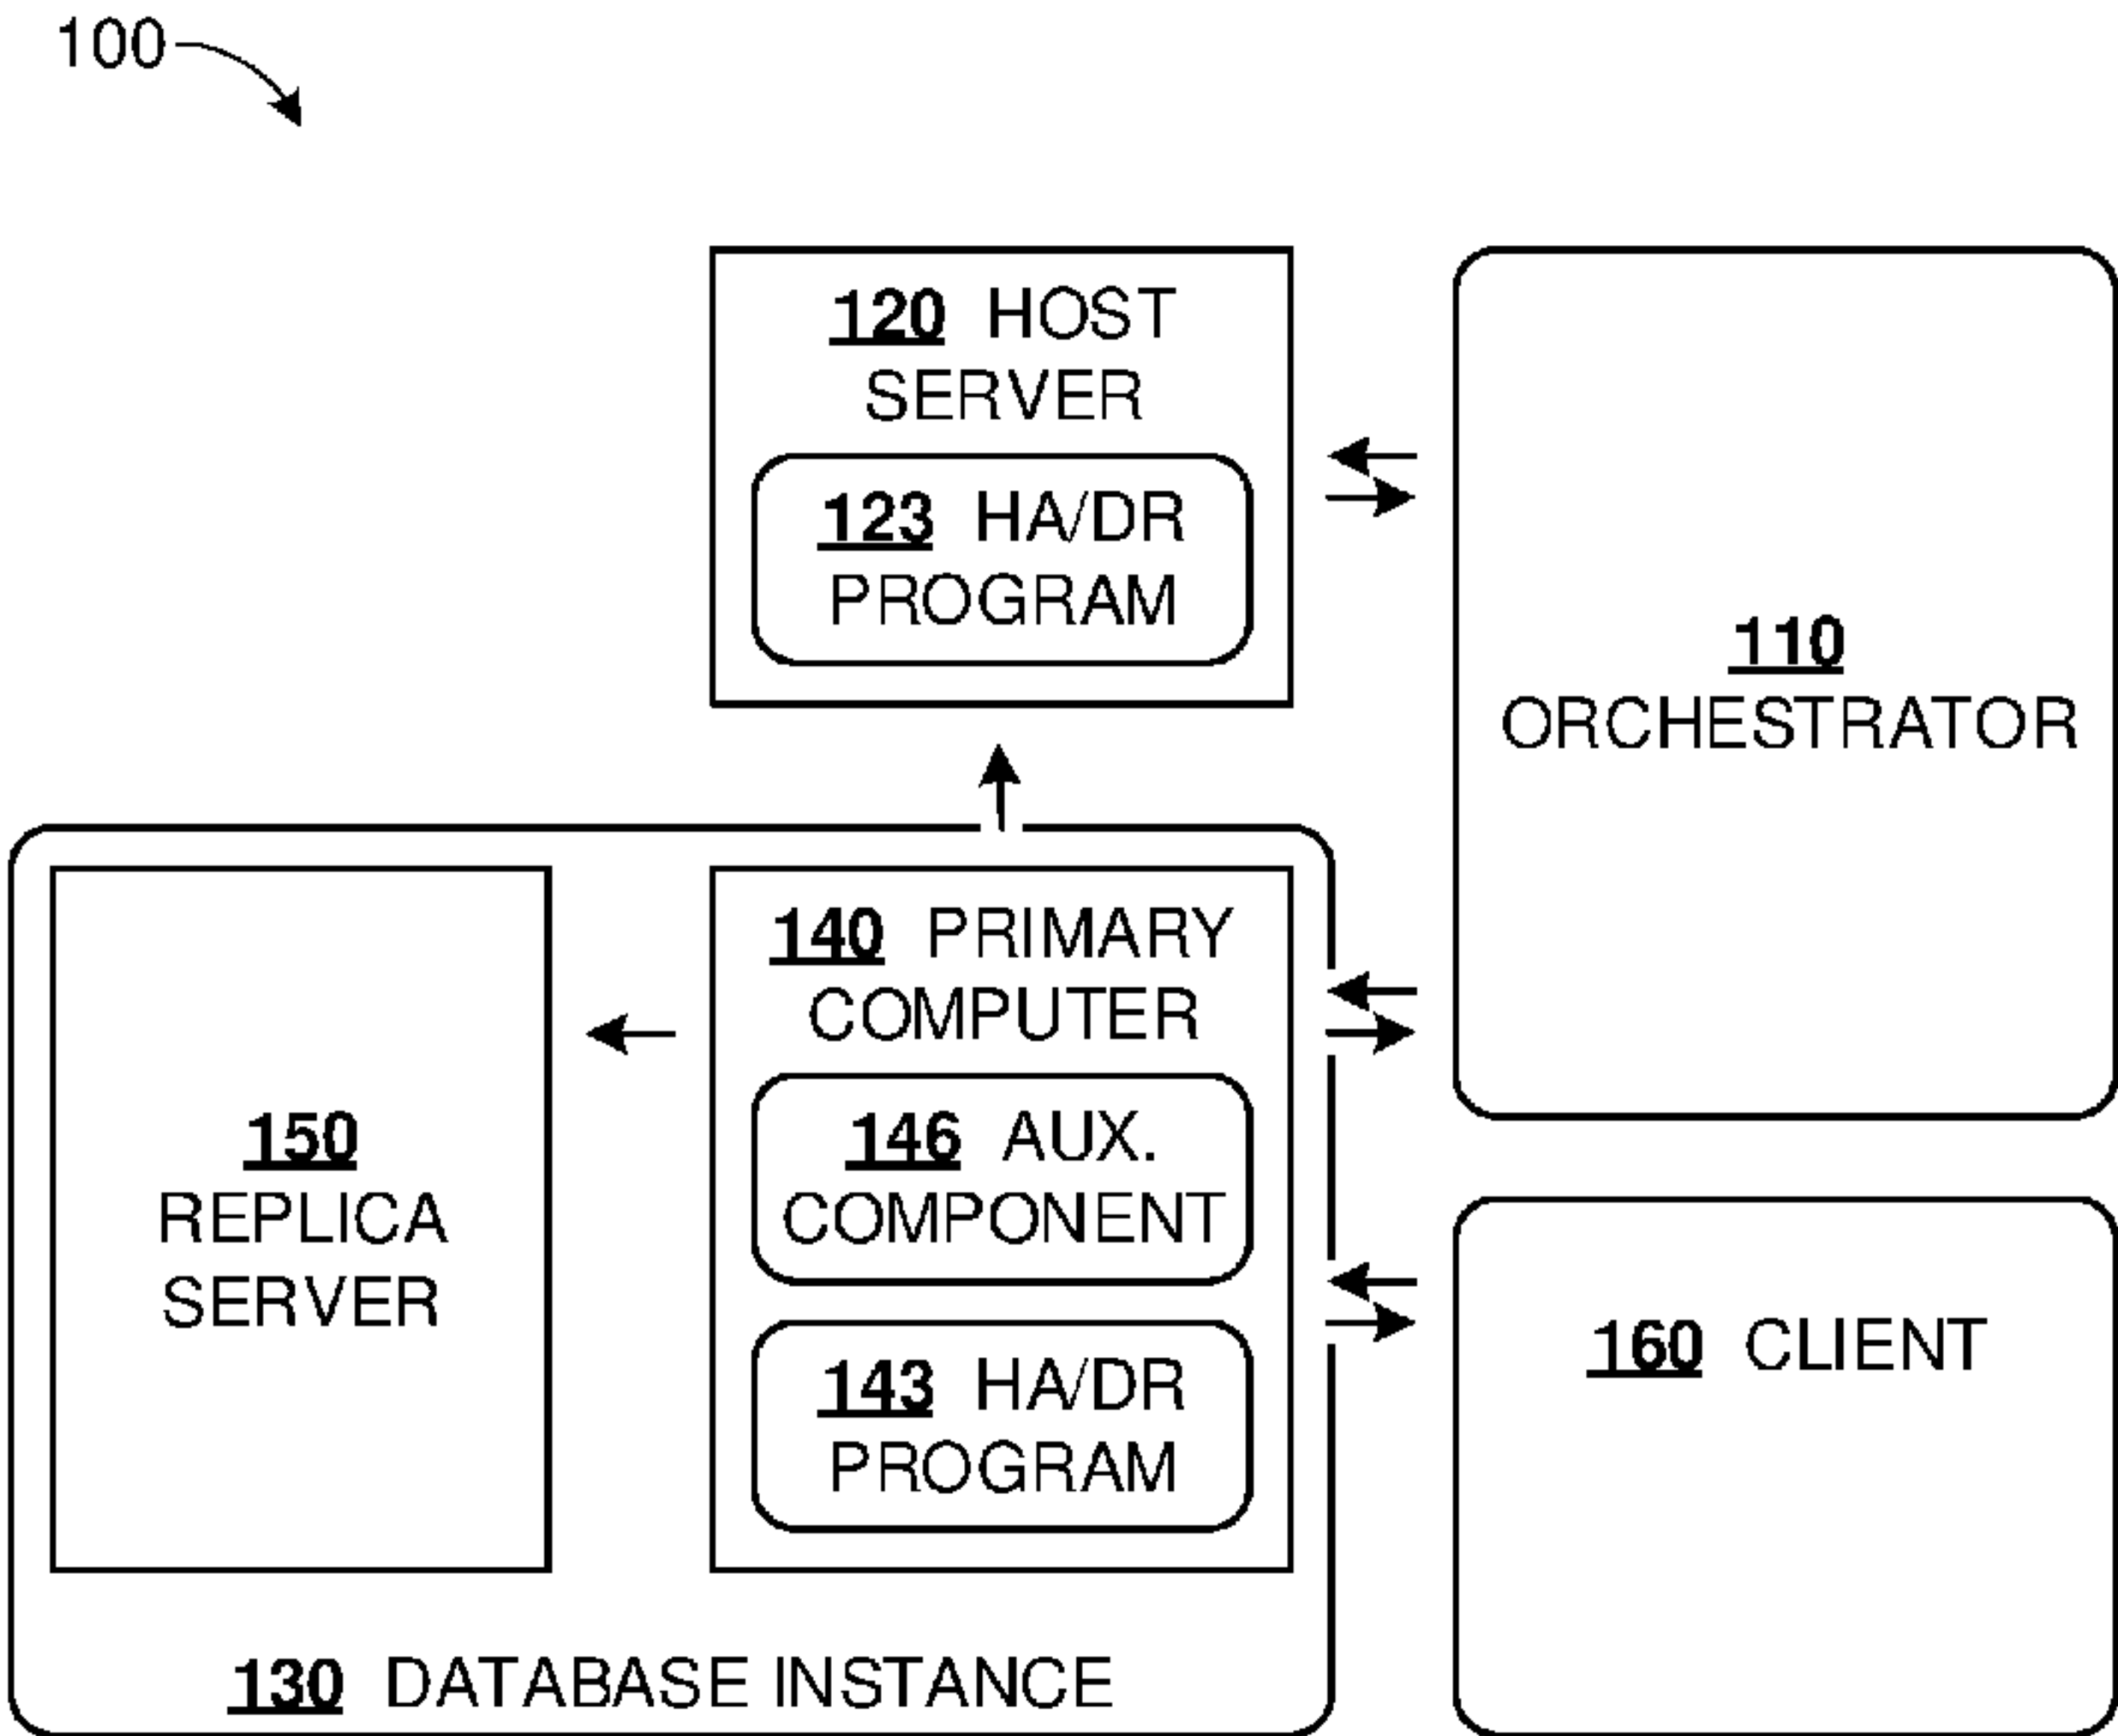 100
120 HOST
SERVER
123 HA/DR
PROGRAM
110
ORCHESTRATOR
140 PRIMARY
COMPUTER
146 AUX.
COMPONENT
143 HA/DR
PROGRAM
150
REPLICA
SERVER
160 CLIENT
130 DATABASE INSTANCE